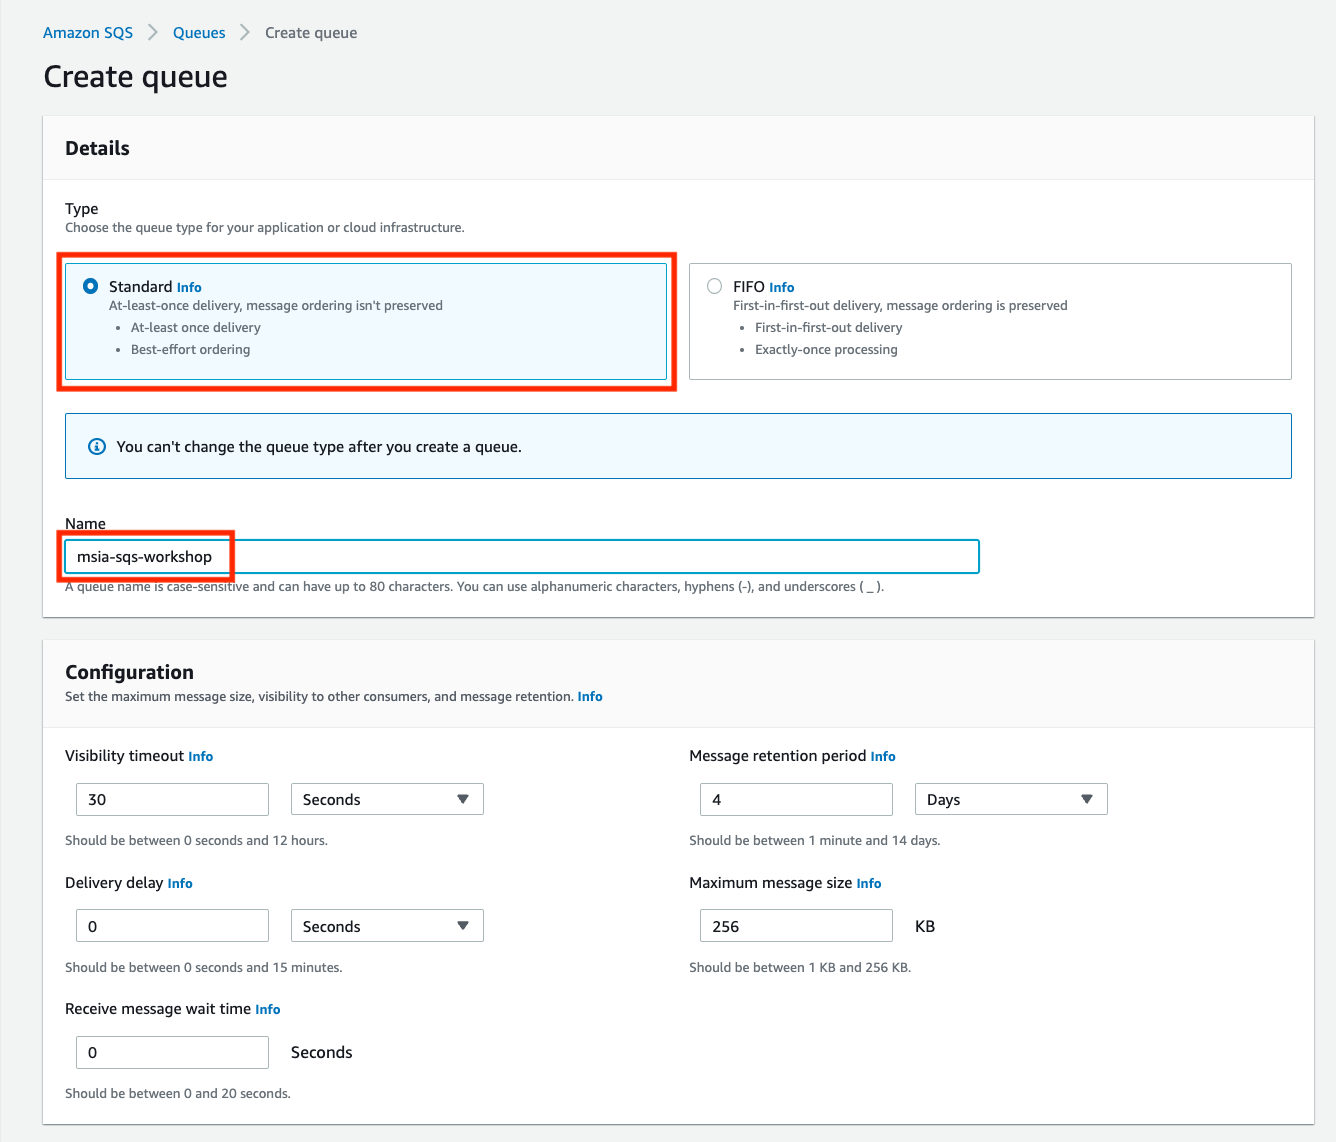 Amazon SQS > Queues > Create queue
Create queue
Details
Type
Choose the queue type for your application or cloud infrastructure.
Standard Info
At-least-once delivery, message ordering isn't preserved
• At-least once delivery
• Best-effort ordering
FIFO Info
First-in-first-out delivery, message ordering is preserved
• First-in-first-out delivery
• Exactly-once processing
You can't change the queue type after you create a queue.
Name
msia-sqs-workshop
A queue name is case-sensitive and can have up to 80 characters. You can use alphanumeric characters, hyphens (-), and underscores ( _ ).
Configuration
Set the maximum message size, visibility to other consumers, and message retention. Info
Visibility timeout Info
30 Seconds
Should be between 0 seconds and 12 hours.
Message retention period Info
4 Days
Should be between 1 minute and 14 days.
Delivery delay Info
0 Seconds
Should be between 0 seconds and 15 minutes.
Maximum message size Info
256 KB
Should be between 1 KB and 256 KB.
Receive message wait time Info
0 Seconds
Should be between 0 and 20 seconds.